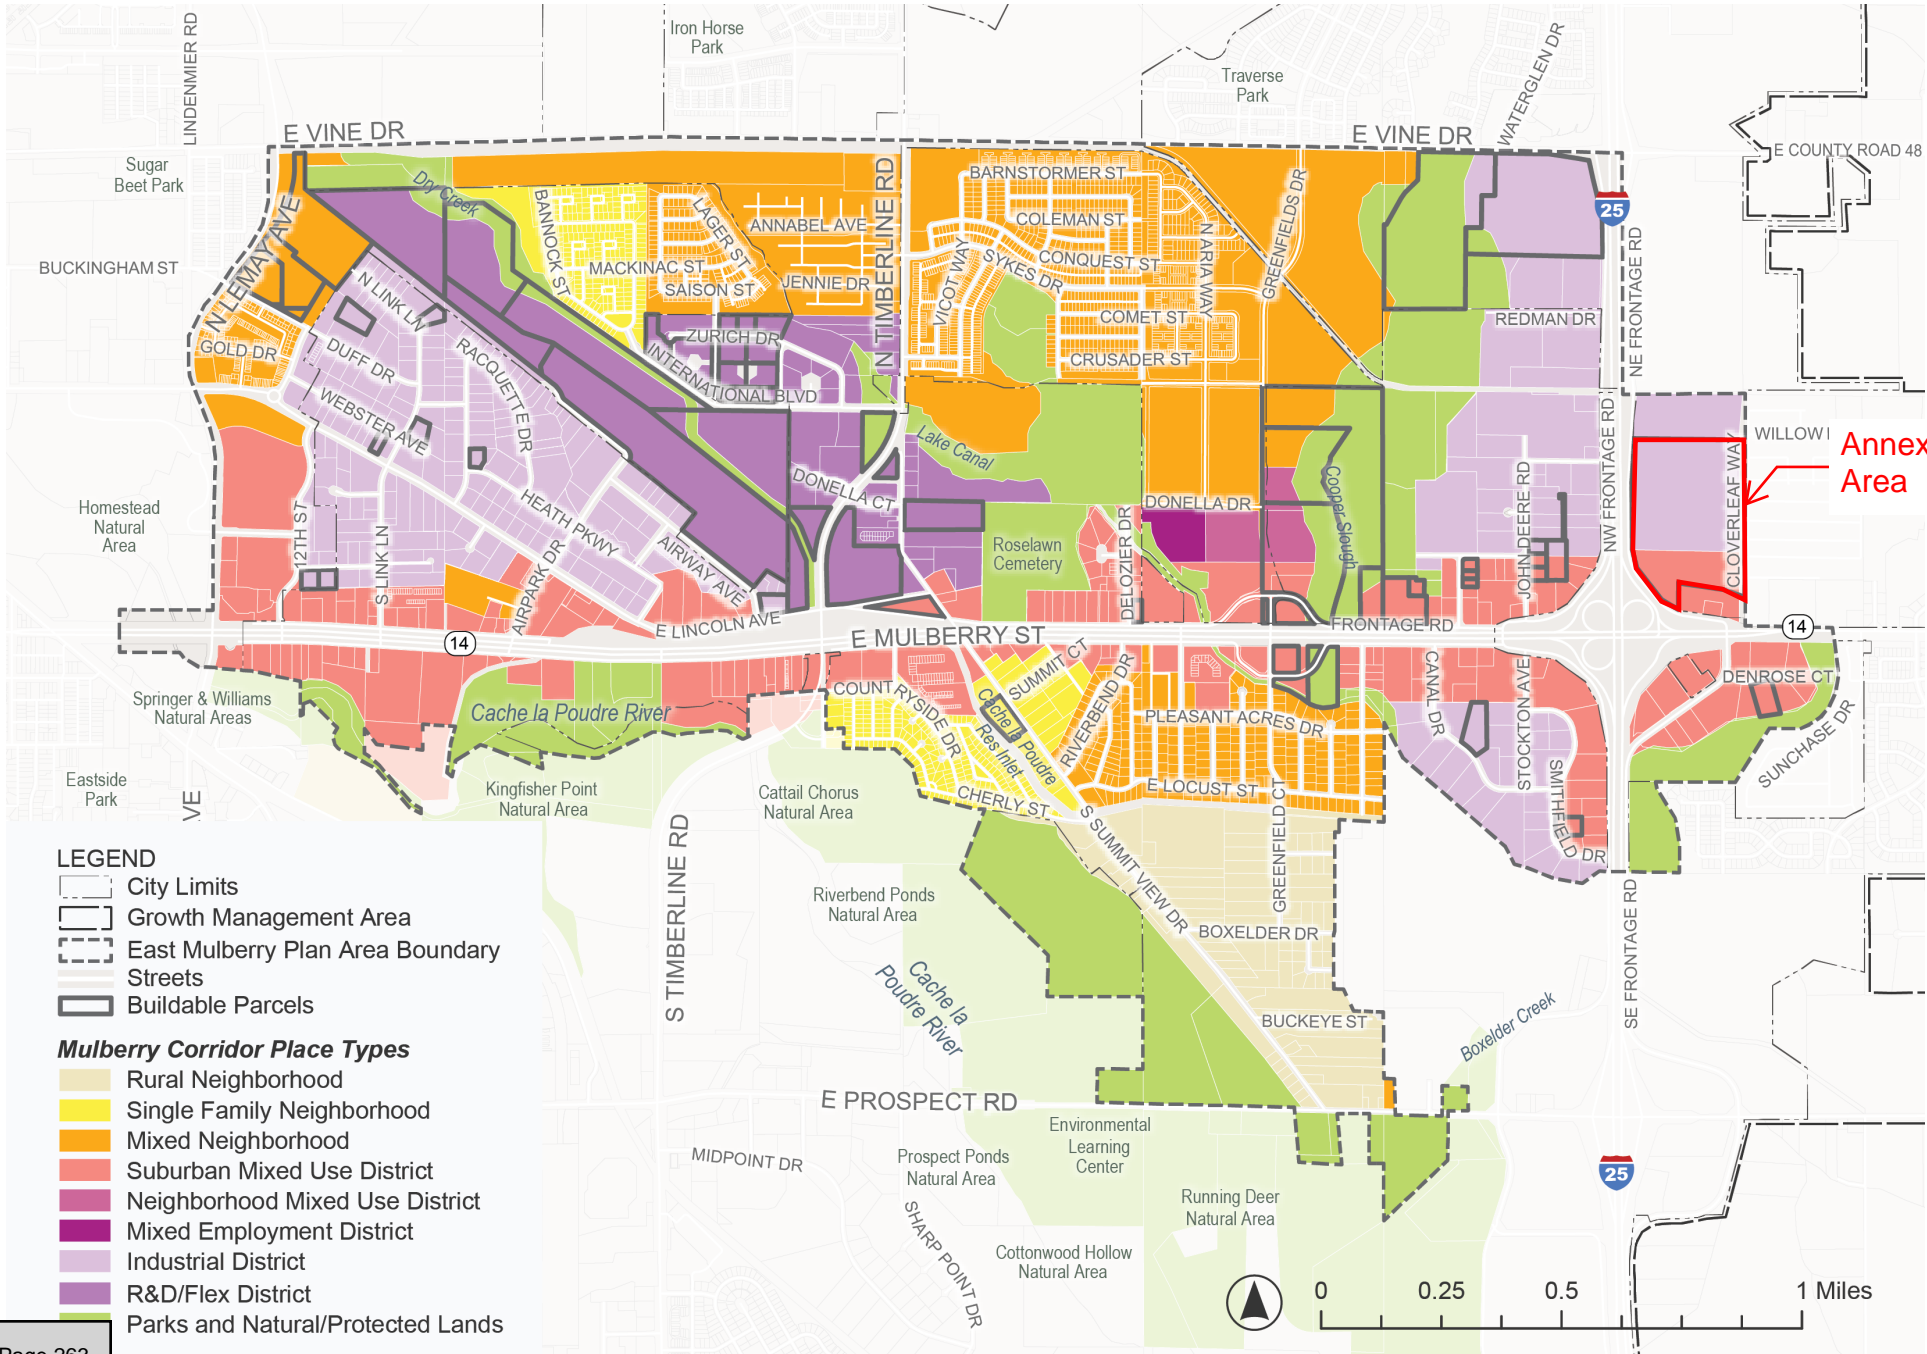 LINDENMIER RD
Iron Horse
Park
Traverse
Park
WATERGLEN DR
E VINE DR
E VINE DR
E COUNTY ROAD 48
Sugar
Beet Park
Dry Creek
BANNOCK ST
LAGER ST
ANNABEL AVE
N TIMBERLINE RD
BARNSTORMER ST
COLEMAN ST
N ARIA WAY
GREENFIELDS DR
25
NE FRONTAGE RD
BUCKINGHAM ST
N LEMAY AVE
MACKINAC ST
SAISON ST
JENNIE DR
VICOT WAY
SYKES DR
CONQUEST ST
COMET ST
CRUSADER ST
REDMAN DR
N LINK LN
GOLD DR
DUFF DR
RACQUETTE DR
ZURICH DR
INTERNATIONAL BLVD
WEBSTER AVE
Lake Canal
WILLOW
Annex
Area
CLOVERLEAF WAY
NW FRONTAGE RD
JOHN DEERE RD
Cooper Slough
DONELLA CT
DONELLA DR
Homestead
Natural
Area
12TH ST
S LINK LN
HEATH PKWY
AIRPARK DR
AIRWAY AVE
Roselawn
Cemetery
DELOZIER DR
E LINCOLN AVE
14
E MULBERRY ST
FRONTAGE RD
14
Springer & Williams
Natural Areas
Cache la Poudre River
COUNTRYSIDE DR
SUMMIT CT
Cache la Poudre
Res Inlet
RIVERBEND DR
PLEASANT ACRES DR
CANAL DR
STOCKTON AVE
DENROSE CT
SUNCHASE DR
SMITHFIELD DR
Eastside
Park
Kingfisher Point
Natural Area
Cattail Chorus
Natural Area
CHERLY ST
E LOCUST ST
GREENFIELD CT
AVE
S TIMBERLINE RD
S SUMMIT VIEW DR
SE FRONTAGE RD
Riverbend Ponds
Natural Area
BOXELDER DR
Cache la
Poudre River
BUCKEYE ST
Boxelder Creek
E PROSPECT RD
MIDPOINT DR
Environmental
Learning
Center
Prospect Ponds
Natural Area
Running Deer
Natural Area
25
SHARP POINT DR
Cottonwood Hollow
Natural Area
LEGEND
City Limits
Growth Management Area
East Mulberry Plan Area Boundary
Streets
Buildable Parcels
Mulberry Corridor Place Types
Rural Neighborhood
Single Family Neighborhood
Mixed Neighborhood
Suburban Mixed Use District
Neighborhood Mixed Use District
Mixed Employment District
Industrial District
R&D/Flex District
Parks and Natural/Protected Lands
0 0.25 0.5 1 Miles
Page 263